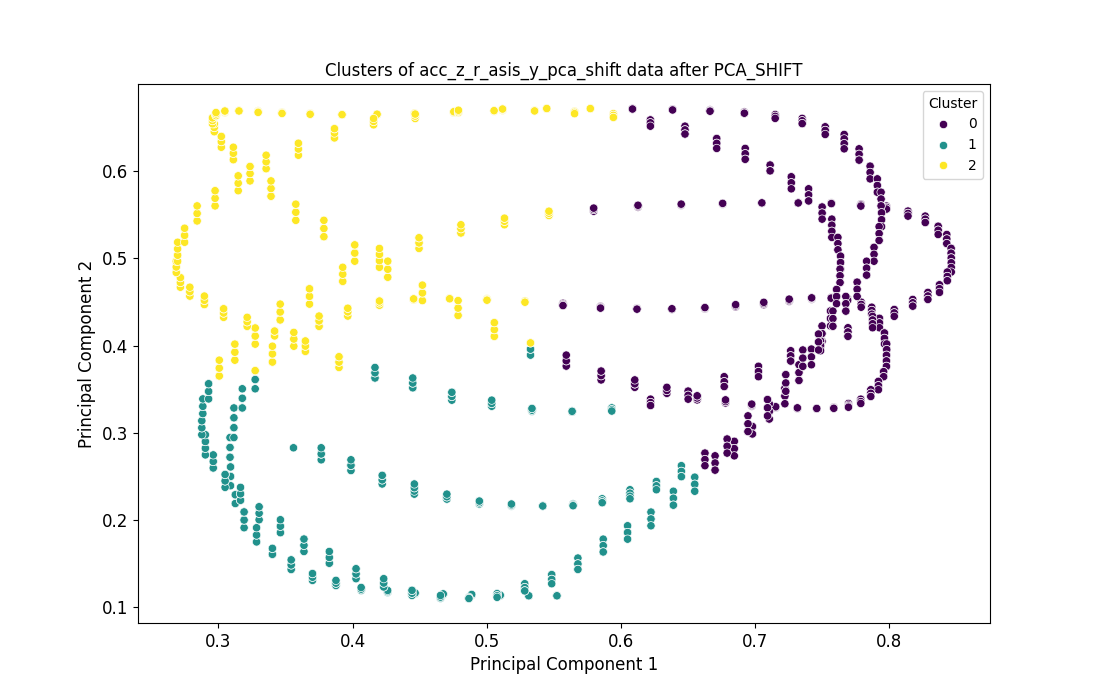 Clusters of acc_z_r_asis_y_pca_shift data after PCA_SHIFT
Cluster
0
1
2
0.6
0.5
0.4
0.3
0.2
0.1
Principal Component 2
0.3 0.4 0.5 0.6 0.7 0.8
Principal Component 1